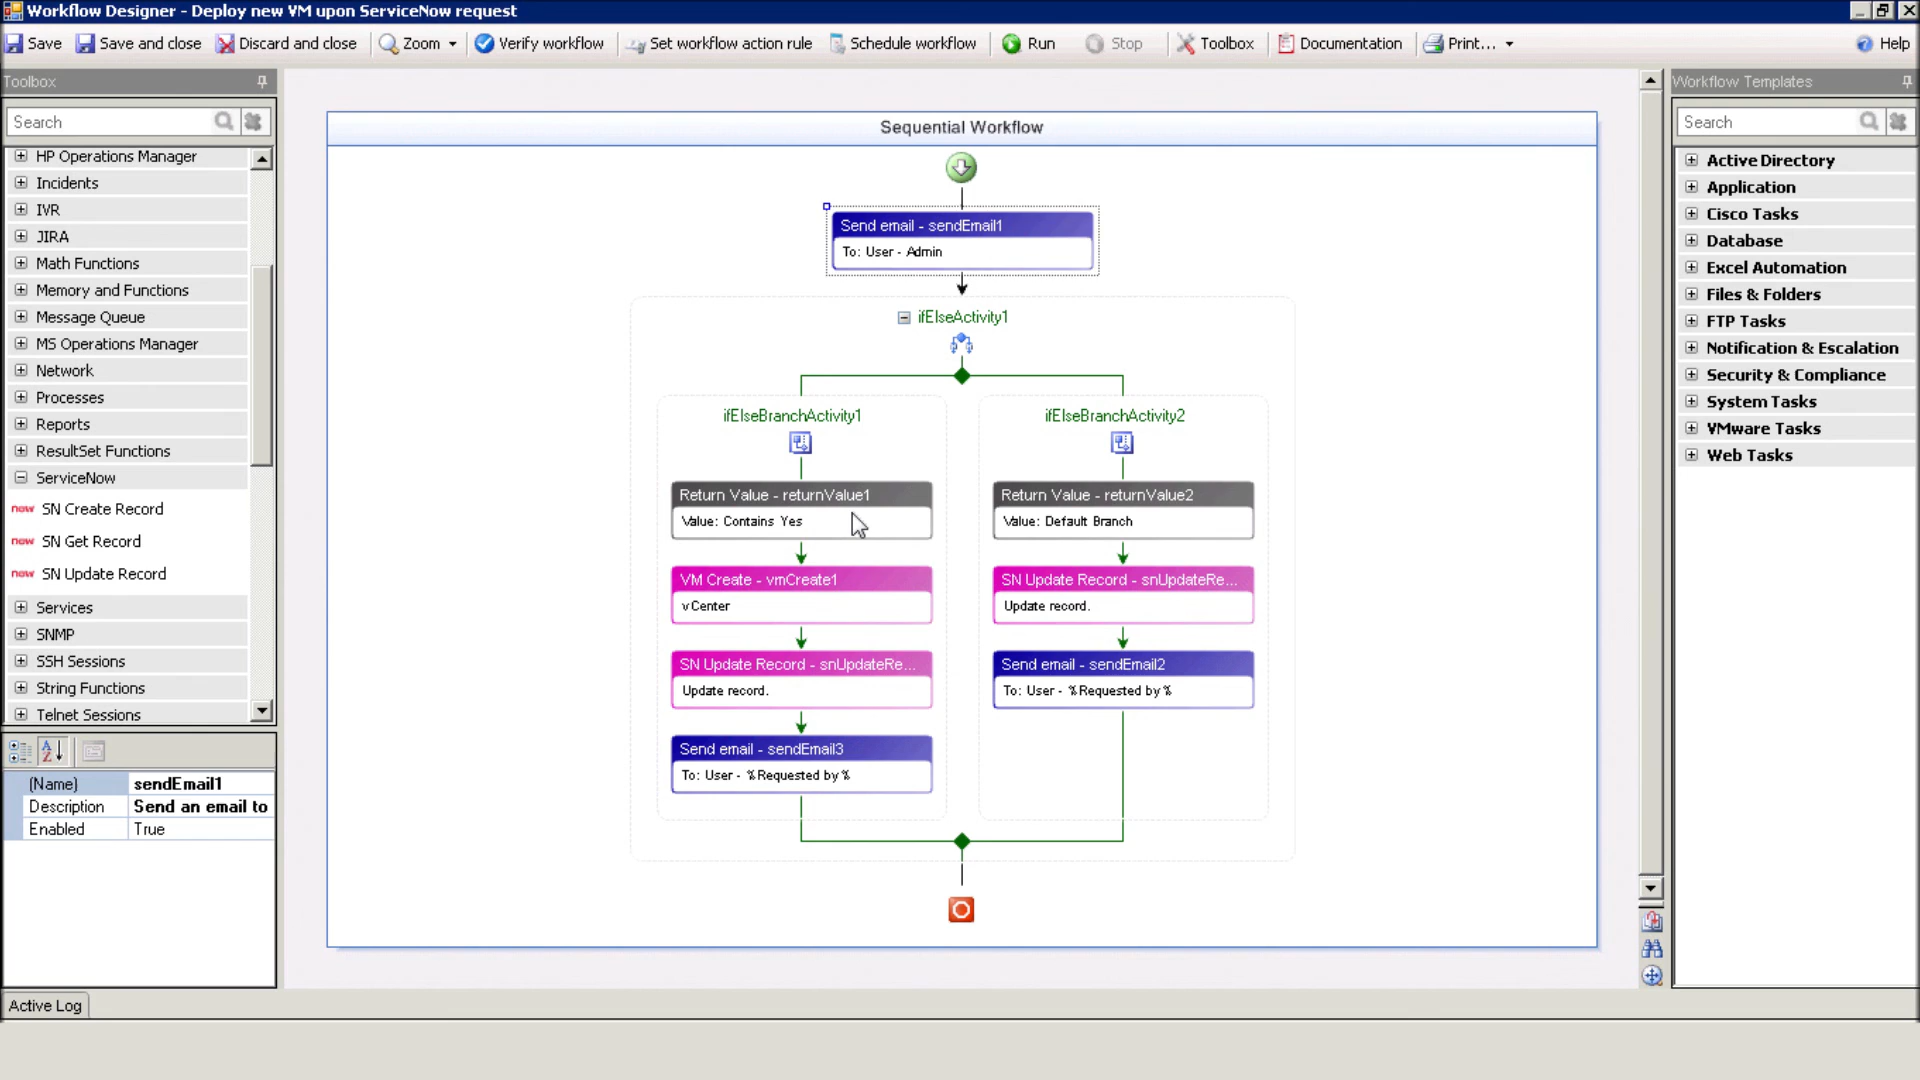 Workflow Designer - Deploy new VM upon ServiceNow request
Save
Save and close
Discard and close
Zoom
Verify workflow
Set workflow action rule
Schedule workflow
Run
Stop
Toolbox
Documentation
Print...
Help
Toolbox
Search
HP Operations Manager
Incidents
IVR
JIRA
Math Functions
Memory and Functions
Message Queue
MS Operations Manager
Network
Processes
Reports
ResultSet Functions
ServiceNow
now SN Create Record
now SN Get Record
now SN Update Record
Services
SNMP
SSH Sessions
String Functions
Telnet Sessions
(Name) sendEmail1
Description Send an email to
Enabled True
Active Log
Sequential Workflow
Send email - sendEmail1
To: User - Admin
ifElseActivity1
ifElseBranchActivity1
Return Value - returnValue1
Value: Contains Yes
VM Create - vmCreate1
vCenter
SN Update Record - snUpdateRe...
Update record.
Send email - sendEmail3
To: User - %Requested by%
ifElseBranchActivity2
Return Value - returnValue2
Value: Default Branch
SN Update Record - snUpdateRe...
Update record.
Send email - sendEmail2
To: User - %Requested by%
Workflow Templates
Search
Active Directory
Application
Cisco Tasks
Database
Excel Automation
Files & Folders
FTP Tasks
Notification & Escalation
Security & Compliance
System Tasks
VMware Tasks
Web Tasks